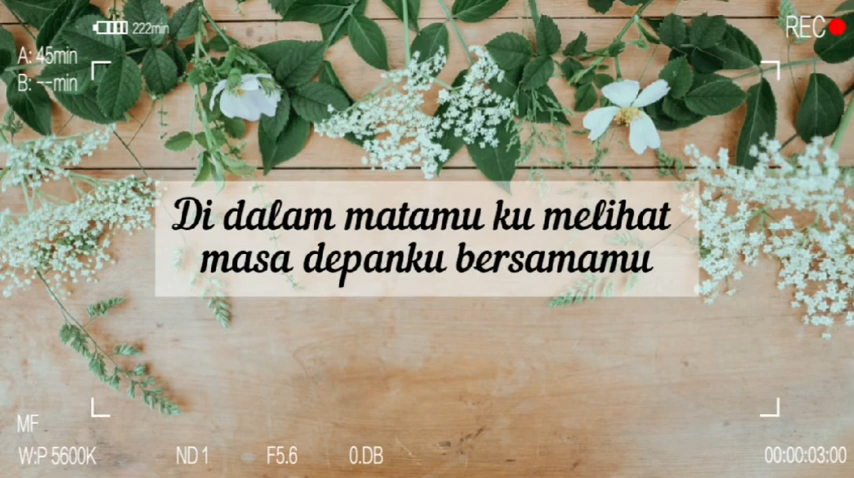 222min
REC
A: 45min
B: --min
Di dalam matamu ku melihat
masa depanku bersamamu
MF
W:P 5600K ND 1 F5.6 0.DB 00:00:03:00